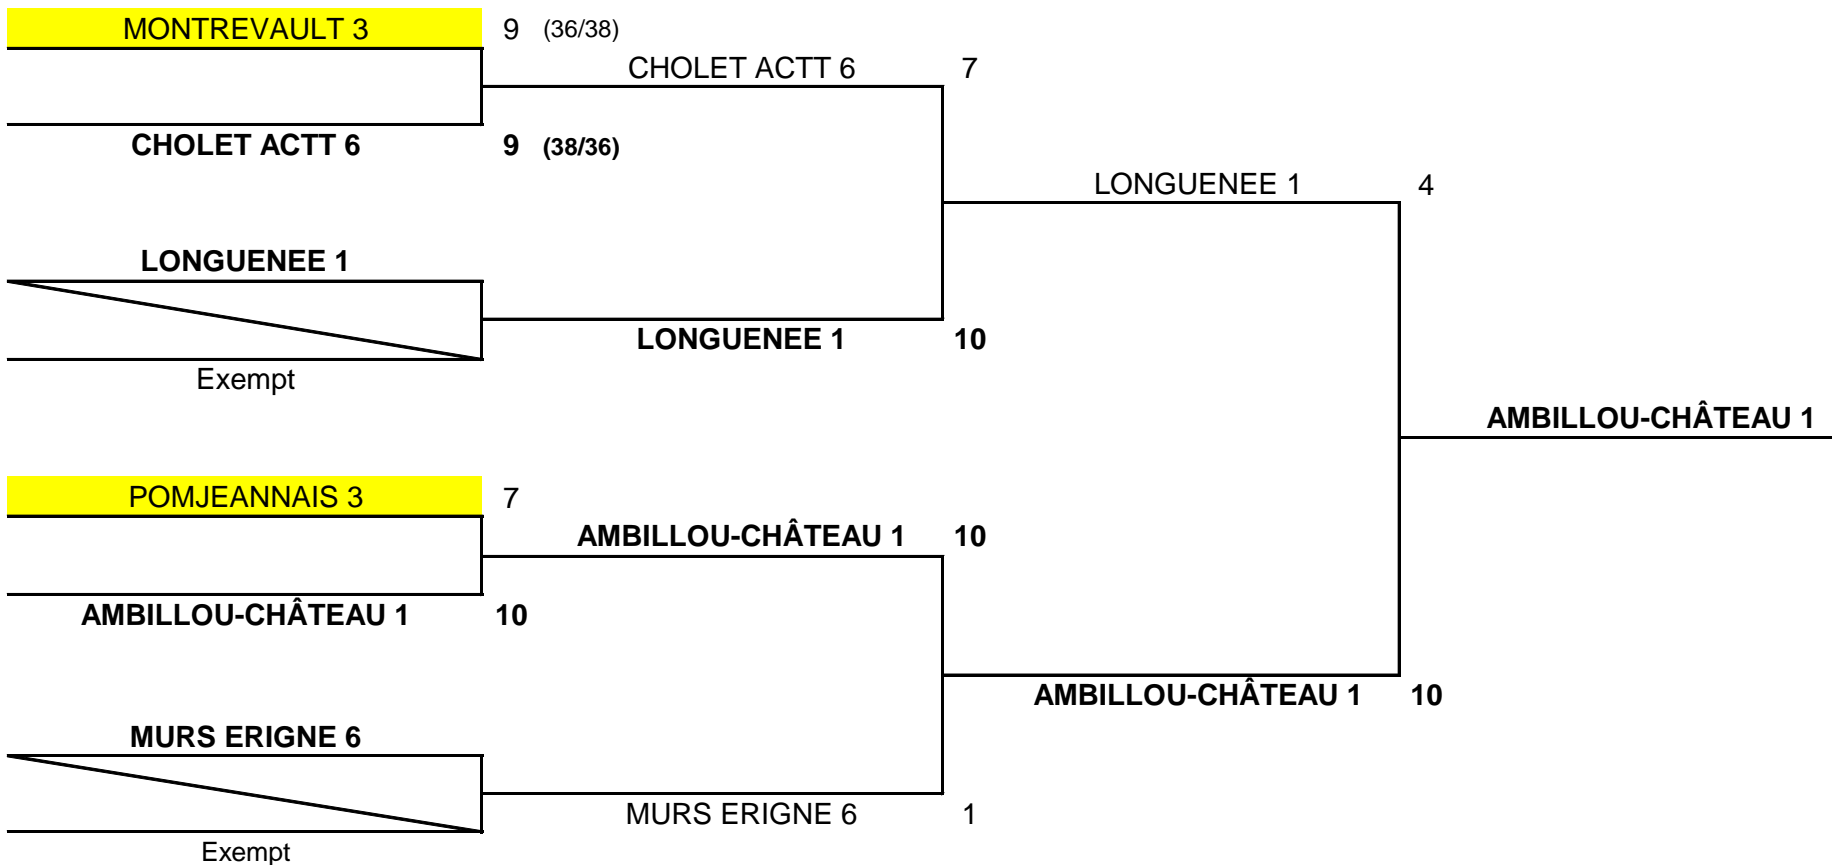 MONTREVAULT 3 9 (36/38)
CHOLET ACTT 6 7
CHOLET ACTT 6 9 (38/36)
LONGUENEE 1 4
LONGUENEE 1
LONGUENEE 1 10
Exempt
AMBILLOU-CHÂTEAU 1
POMJEANNAIS 3 7
AMBILLOU-CHÂTEAU 1 10
AMBILLOU-CHÂTEAU 1 10
AMBILLOU-CHÂTEAU 1 10
MURS ERIGNE 6
MURS ERIGNE 6 1
Exempt